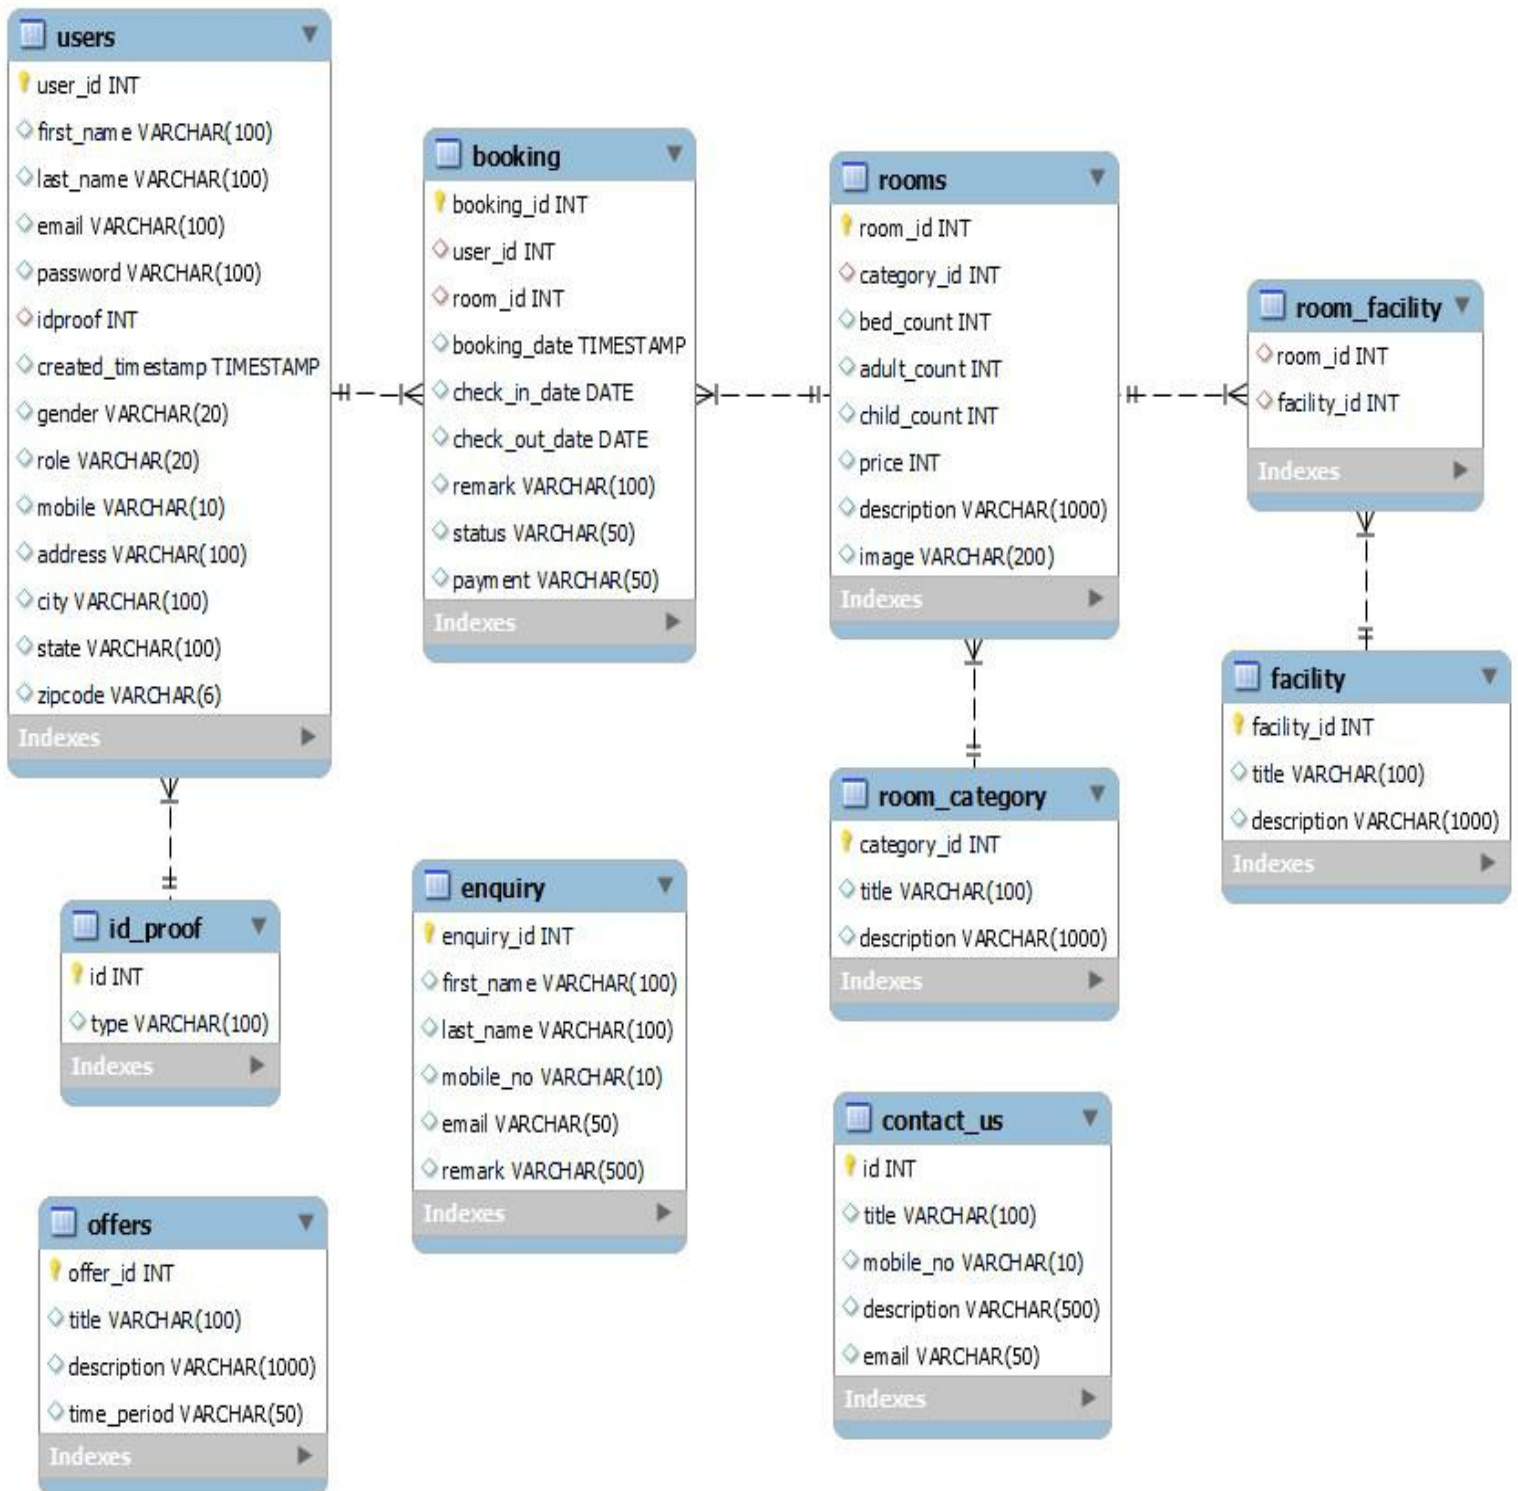 users
user_id INT
first_name VARCHAR(100)
last_name VARCHAR(100)
email VARCHAR(100)
password VARCHAR(100)
idproof INT
created_timestamp TIMESTAMP
gender VARCHAR(20)
role VARCHAR(20)
mobile VARCHAR(10)
address VARCHAR(100)
city VARCHAR(100)
state VARCHAR(100)
zipcode VARCHAR(6)
Indexes
booking
booking_id INT
user_id INT
room_id INT
booking_date TIMESTAMP
check_in_date DATE
check_out_date DATE
remark VARCHAR(100)
status VARCHAR(50)
payment VARCHAR(50)
Indexes
rooms
room_id INT
category_id INT
bed_count INT
adult_count INT
child_count INT
price INT
description VARCHAR(1000)
image VARCHAR(200)
Indexes
room_facility
room_id INT
facility_id INT
Indexes
facility
facility_id INT
title VARCHAR(100)
description VARCHAR(1000)
Indexes
room_category
category_id INT
title VARCHAR(100)
description VARCHAR(1000)
Indexes
id_proof
id INT
type VARCHAR(100)
Indexes
enquiry
enquiry_id INT
first_name VARCHAR(100)
last_name VARCHAR(100)
mobile_no VARCHAR(10)
email VARCHAR(50)
remark VARCHAR(500)
Indexes
contact_us
id INT
title VARCHAR(100)
mobile_no VARCHAR(10)
description VARCHAR(500)
email VARCHAR(50)
Indexes
offers
offer_id INT
title VARCHAR(100)
description VARCHAR(1000)
time_period VARCHAR(50)
Indexes